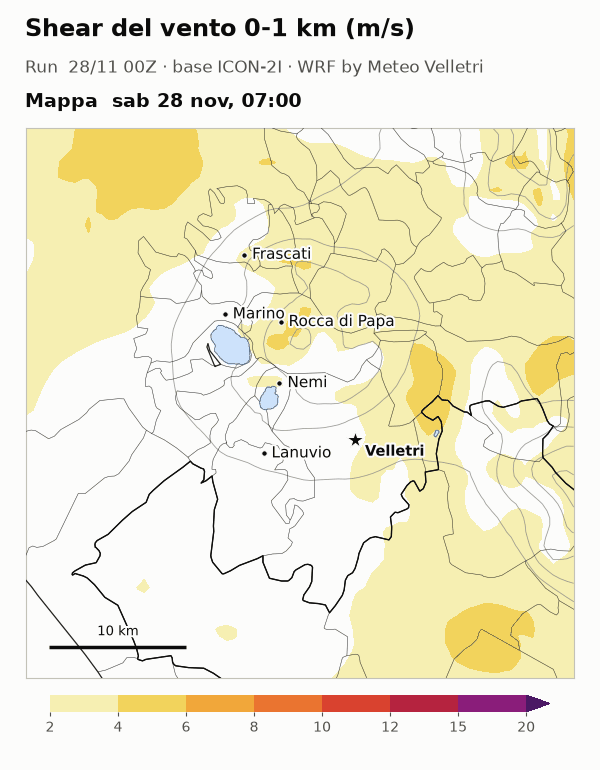 Shear del vento 0-1 km (m/s)
Run 28/11 00Z · base ICON-2I · WRF by Meteo Velletri
Mappa sab 28 nov, 07:00
Frascati
Marino
Rocca di Papa
Nemi
Velletri
Lanuvio
10 km
2 4 6 8 10 12 15 20